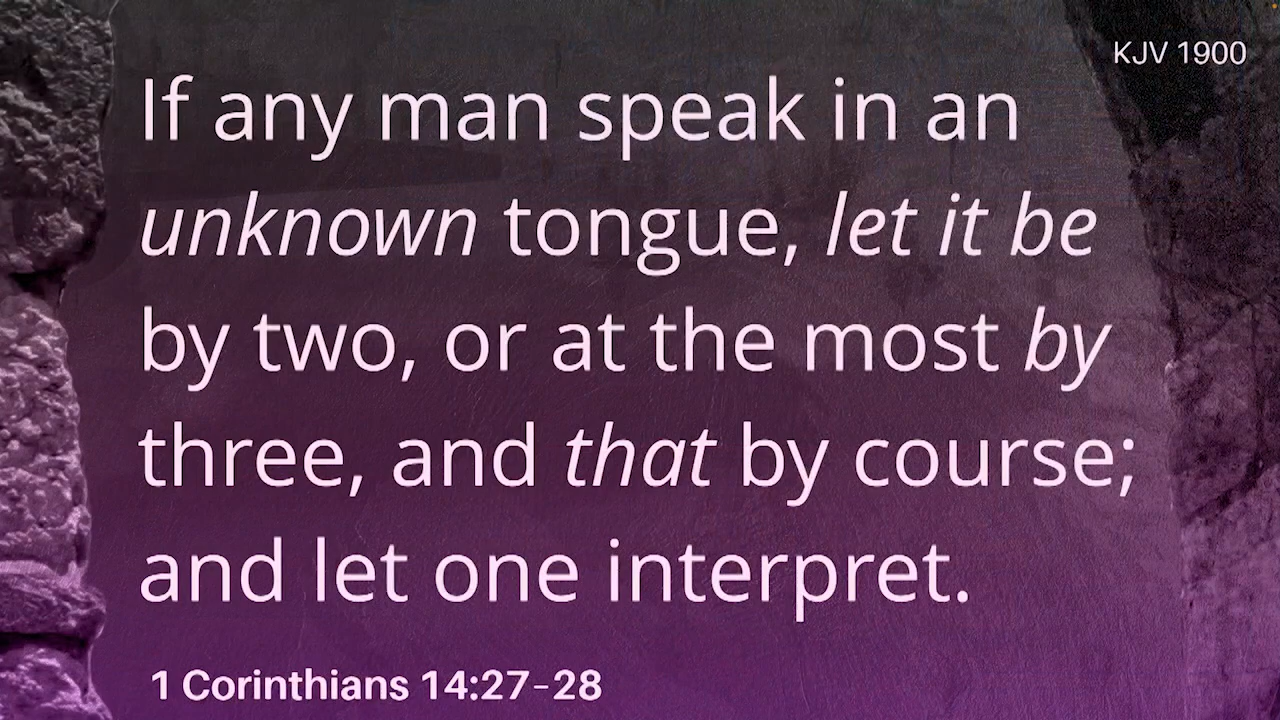 KJV 1900
If any man speak in an
unknown tongue, let it be
by two, or at the most by
three, and that by course;
and let one interpret.
1 Corinthians 14:27–28